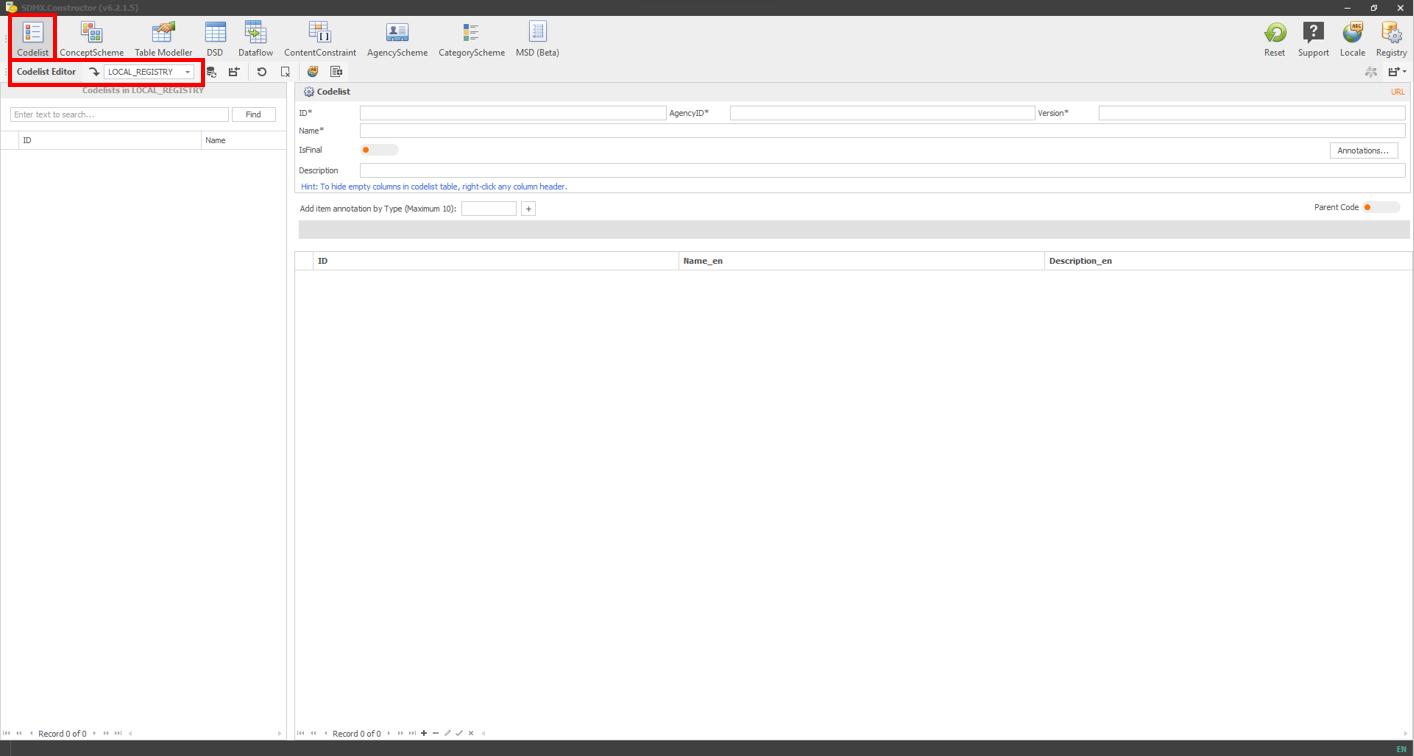 SDMX.Constructor (v6.2.1.5)
Codelist ConceptScheme Table Modeller DSD Dataflow ContentConstraint AgencyScheme CategoryScheme MSD (Beta) Reset Support Locale Registry
Codelist Editor LOCAL_REGISTRY
Codelists in LOCAL_REGISTRY
Enter text to search... Find
ID Name
Record 0 of 0
Codelist URL
ID* AgencyID* Version*
Name*
IsFinal Annotations...
Description
Hint: To hide empty columns in codelist table, right-click any column header.
Add item annotation by Type (Maximum 10): + Parent Code
ID Name_en Description_en
Record 0 of 0
EN